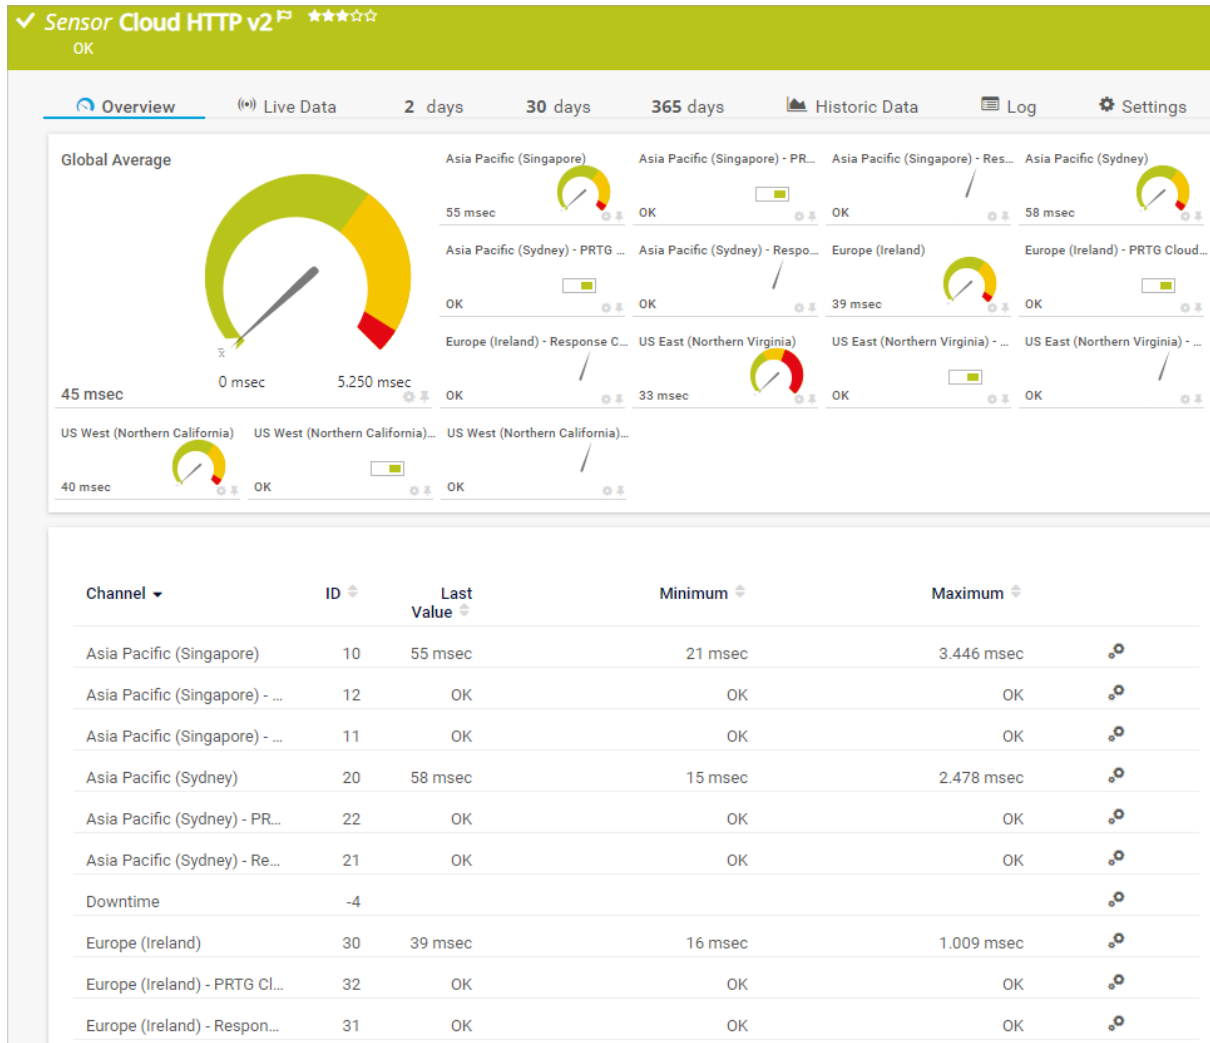 Sensor Cloud HTTP v2
OK
Overview Live Data 2 days 30 days 365 days Historic Data Log Settings
Global Average
x̄
0 msec 5.250 msec
45 msec
Asia Pacific (Singapore)
55 msec
Asia Pacific (Singapore) - PR...
OK
Asia Pacific (Singapore) - Res...
OK
Asia Pacific (Sydney)
58 msec
Asia Pacific (Sydney) - PRTG ...
OK
Asia Pacific (Sydney) - Respo...
OK
Europe (Ireland)
39 msec
Europe (Ireland) - PRTG Cloud...
OK
Europe (Ireland) - Response C...
OK
US East (Northern Virginia)
33 msec
US East (Northern Virginia) - ...
OK
US East (Northern Virginia) - ...
OK
US West (Northern California)
40 msec
US West (Northern California)...
OK
US West (Northern California)...
OK
Channel ID Last Value Minimum Maximum
Asia Pacific (Singapore) 10 55 msec 21 msec 3.446 msec
Asia Pacific (Singapore) - ... 12 OK OK OK
Asia Pacific (Singapore) - ... 11 OK OK OK
Asia Pacific (Sydney) 20 58 msec 15 msec 2.478 msec
Asia Pacific (Sydney) - PR... 22 OK OK OK
Asia Pacific (Sydney) - Re... 21 OK OK OK
Downtime -4
Europe (Ireland) 30 39 msec 16 msec 1.009 msec
Europe (Ireland) - PRTG Cl... 32 OK OK OK
Europe (Ireland) - Respon... 31 OK OK OK